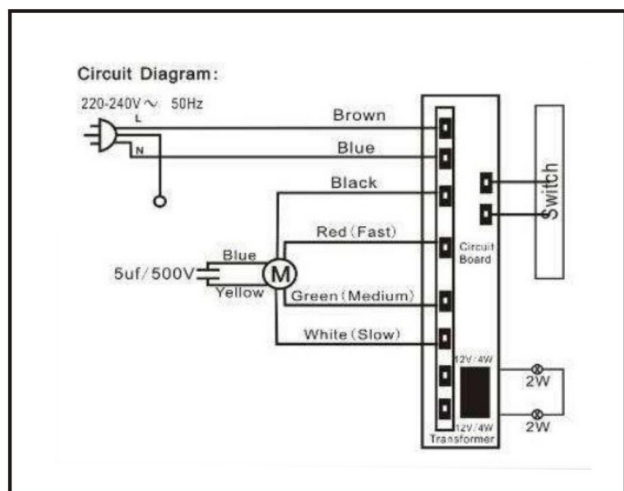 Circuit Diagram:
220-240V~ 50Hz
L
N
Brown
Blue
Black
Red(Fast)
Blue
5uf/500V
M
Yellow
Green(Medium)
White(Slow)
Circuit
Board
Switch
12V/4W
2W
12V/4W
2W
Transformer